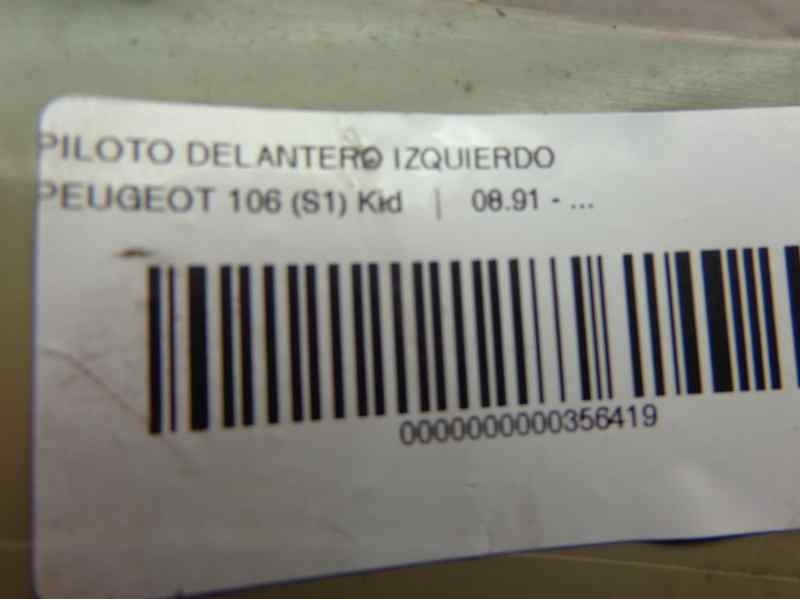 PILOTO DELANTERO IZQUIERDO
PEUGEOT 106 (S1) Kid | 08.91 - ...
0000000000356419